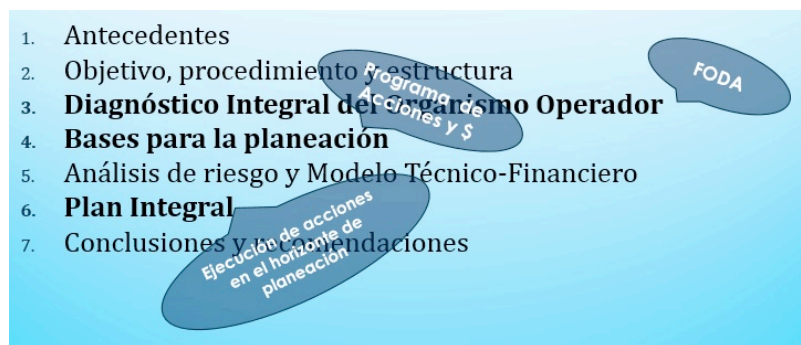 1. Antecedentes
2. Objetivo, procedimiento y estructura
3. Diagnóstico Integral del Organismo Operador
4. Bases para la planeación
5. Análisis de riesgo y Modelo Técnico-Financiero
6. Plan Integral
7. Conclusiones y recomendaciones
Programa de
Acciones y $
FODA
Ejecución de acciones
en el horizonte de
planeación